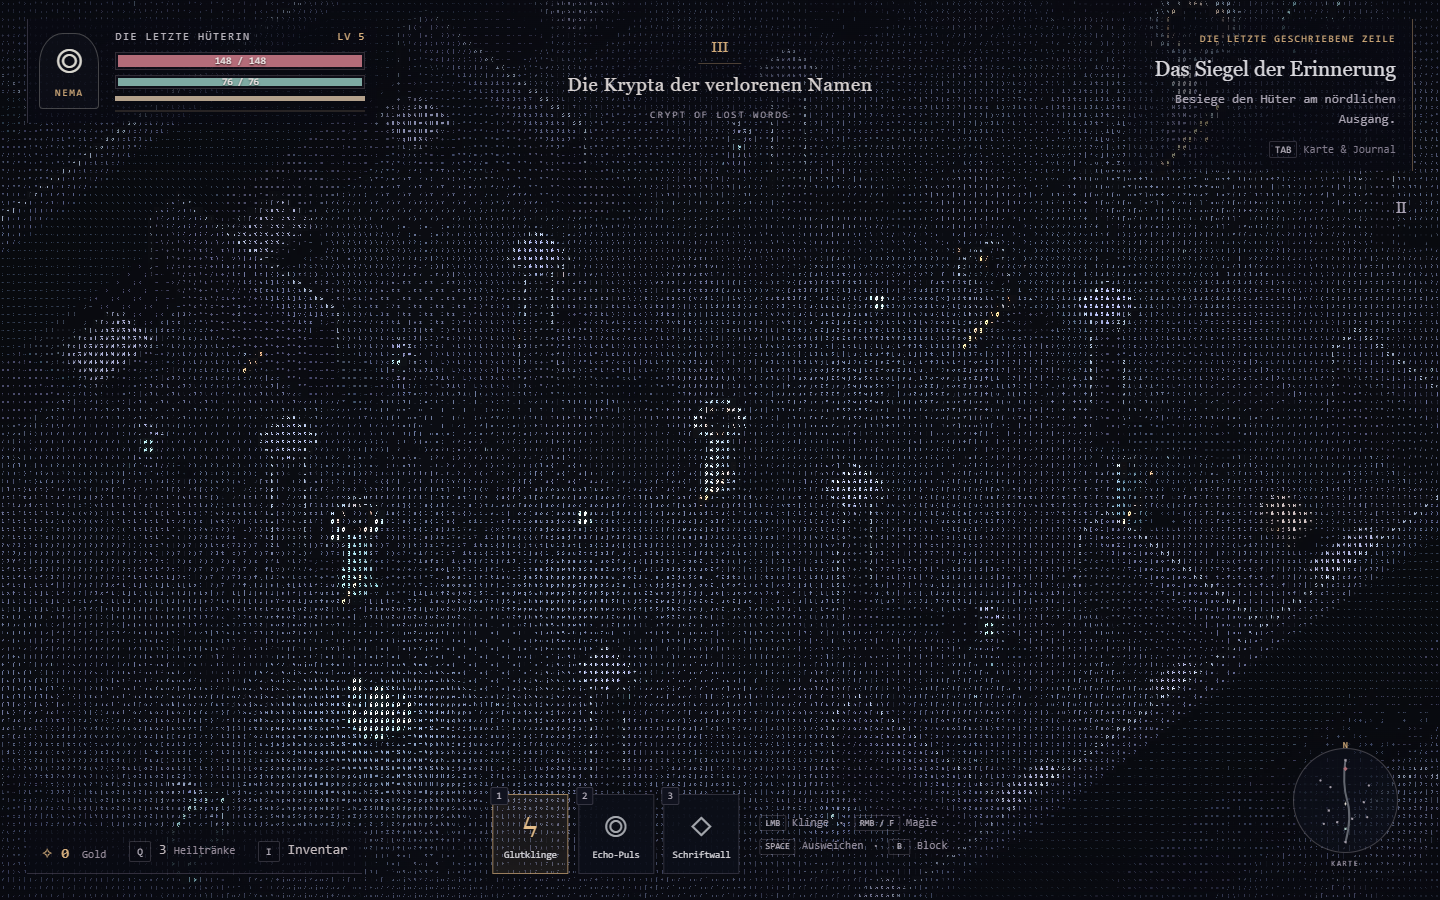 DIE LETZTE HÜTERIN LV 5
148 / 148
76 / 76
NEMA
III
Die Krypta der verlorenen Namen
CRYPT OF LOST WORDS
DIE LETZTE GESCHRIEBENE ZEILE
Das Siegel der Erinnerung
Besiege den Hüter am nördlichen
Ausgang.
TAB Karte & Journal
II
N
KARTE
0 Gold
Q 3 Heiltränke
I Inventar
1 Glutklinge
2 Echo-Puls
3 Schriftwall
LMB Klinge · RMB / F Magie
SPACE Ausweichen · B Block